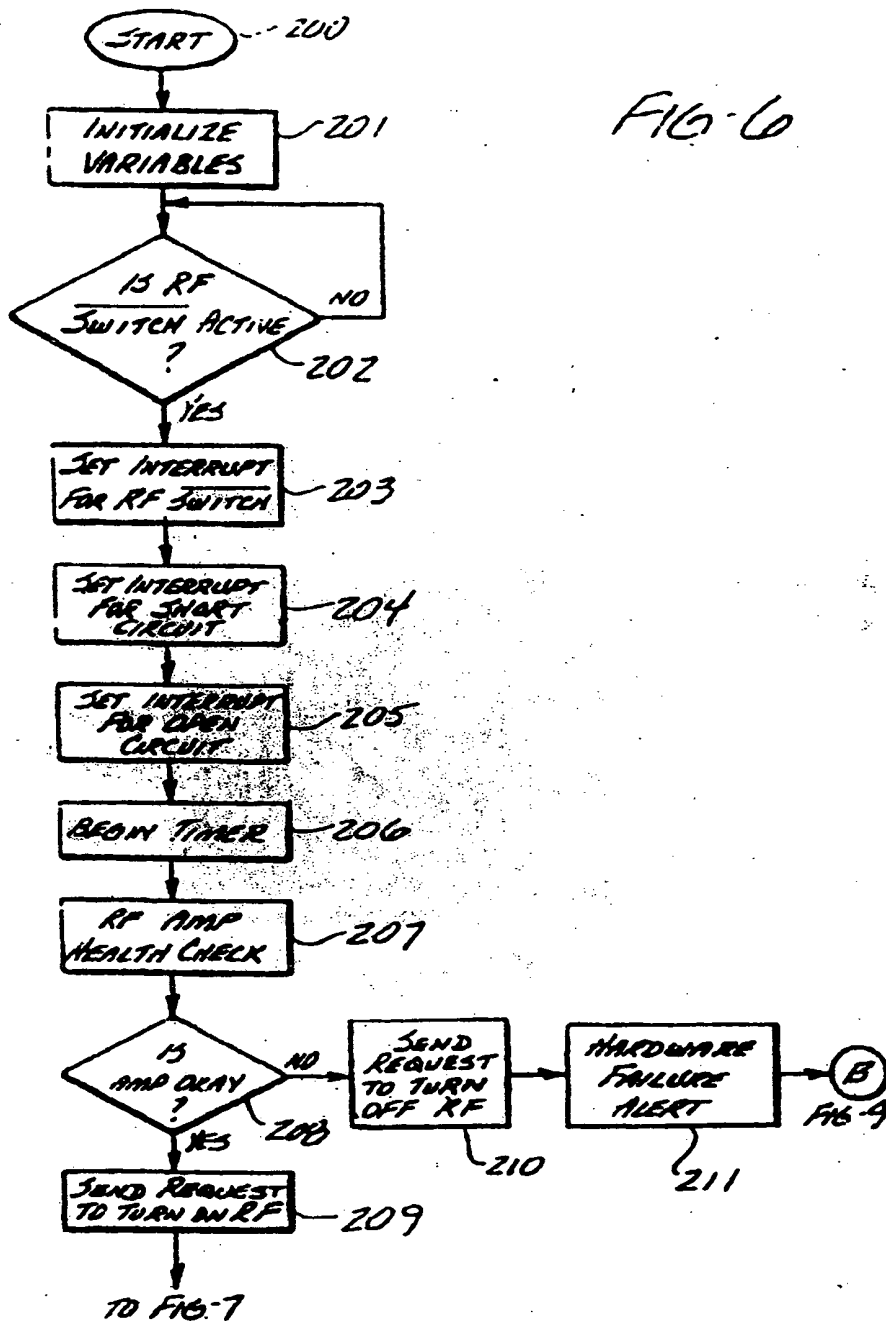 START
200
FIG-6
INITIALIZE
VARIABLES
201
IS RF
SWITCH ACTIVE
?
NO
202
YES
SET INTERRUPT
FOR RF SWITCH
203
SET INTERRUPT
FOR SHORT
CIRCUIT
204
SET INTERRUPT
FOR OPEN
CIRCUIT
205
BEGIN TIMER
206
RF AMP
HEALTH CHECK
207
IS
AMP OKAY
?
NO
208
YES
SEND
REQUEST
TO TURN
OFF RF
210
HARDWARE
FAILURE
ALERT
211
B
FIG-9
SEND REQUEST
TO TURN ON RF
209
TO FIG-7